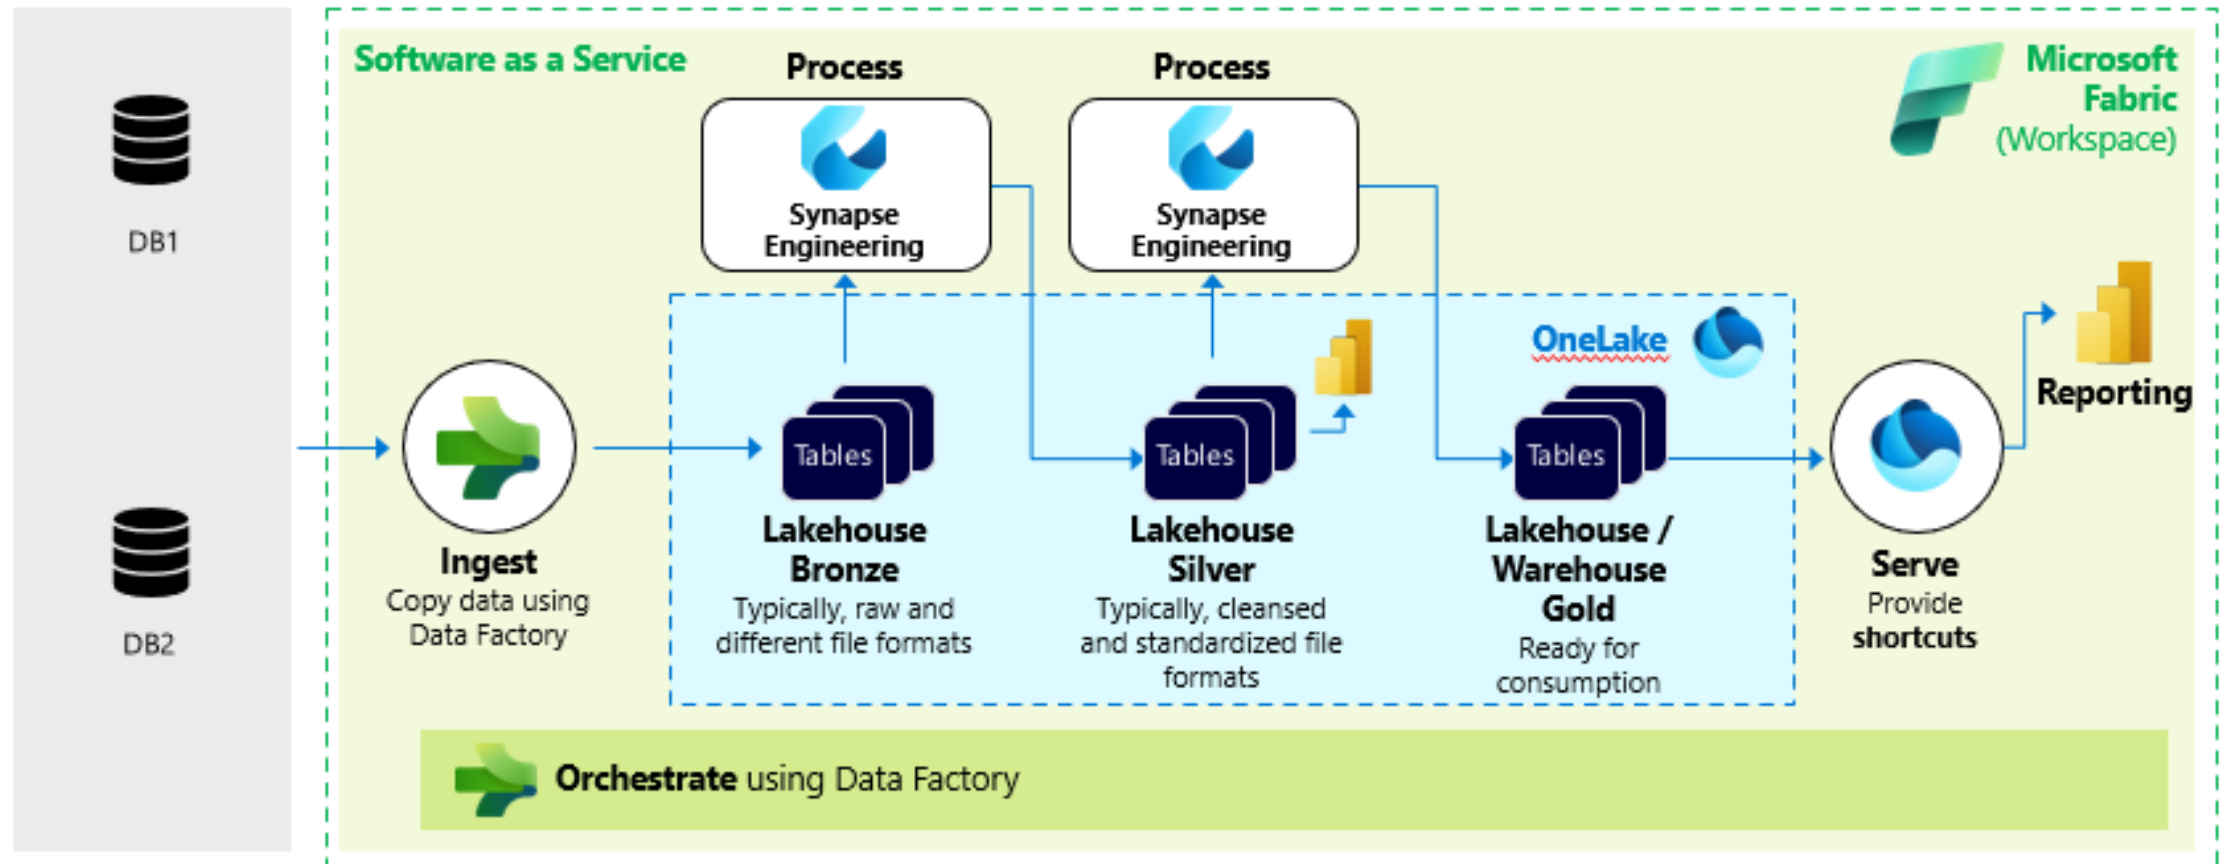 Software as a Service
Process
Process
Microsoft
Fabric
(Workspace)
DB1
Synapse
Engineering
Synapse
Engineering
OneLake
Reporting
Tables
Tables
Tables
Ingest
Copy data using
Data Factory
Lakehouse
Bronze
Typically, raw and
different file formats
Lakehouse
Silver
Typically, cleansed
and standardized file
formats
Lakehouse /
Warehouse
Gold
Ready for
consumption
Serve
Provide
shortcuts
DB2
Orchestrate using Data Factory